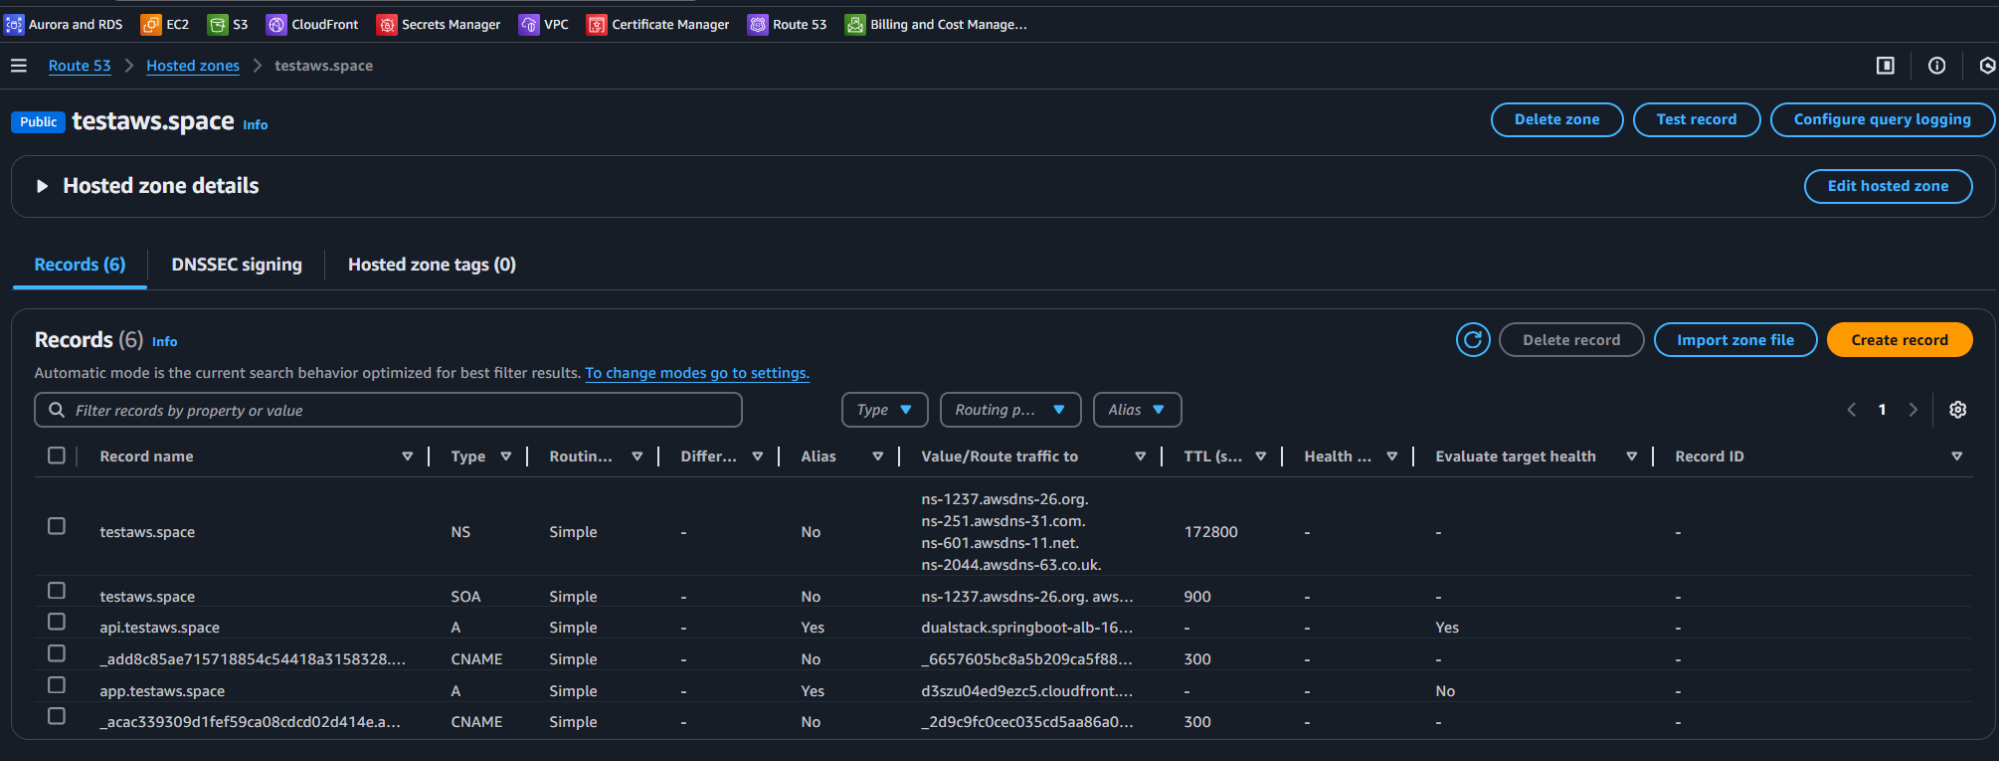 Aurora and RDS EC2 S3 CloudFront Secrets Manager VPC Certificate Manager Route 53 Billing and Cost Manage...
Route 53 Hosted zones testaws.space
Public testaws.space Info Delete zone Test record Configure query logging
Hosted zone details Edit hosted zone
Records (6) DNSSEC signing Hosted zone tags (0)
Records (6) Info Delete record Import zone file Create record
Automatic mode is the current search behavior optimized for best filter results. To change modes go to settings.
Filter records by property or value Type Routing p... Alias 1
Record name Type Routin... Differ... Alias Value/Route traffic to TTL (s... Health ... Evaluate target health Record ID
ns-1237.awsdns-26.org.
ns-251.awsdns-31.com.
testaws.space NS Simple - No 172800 - - -
ns-601.awsdns-11.net.
ns-2044.awsdns-63.co.uk.
testaws.space SOA Simple - No ns-1237.awsdns-26.org. aws... 900 - - -
api.testaws.space A Simple - Yes dualstack.springboot-alb-16... - - Yes -
_add8c85ae715718854c54418a3158328.... CNAME Simple - No _6657605bc8a5b209ca5f88... 300 - - -
app.testaws.space A Simple - Yes d3szu04ed9ezc5.cloudfront.... - - No -
_acac339309d1fef59ca08cdcd02d414e.a... CNAME Simple - No _2d9c9fc0cec035cd5aa86a0... 300 - - -